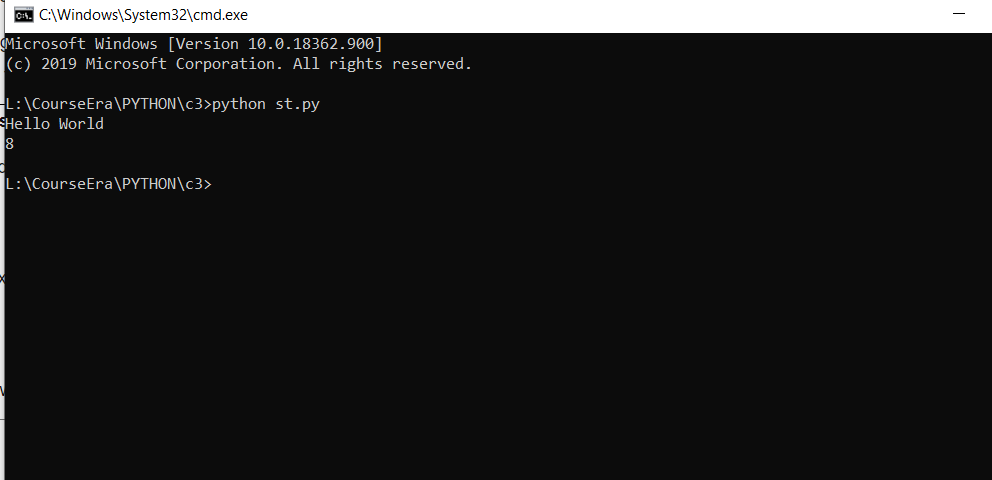 C:\Windows\System32\cmd.exe
Microsoft Windows [Version 10.0.18362.900]
(c) 2019 Microsoft Corporation. All rights reserved.
L:\CourseEra\PYTHON\c3>python st.py
Hello World
8
L:\CourseEra\PYTHON\c3>